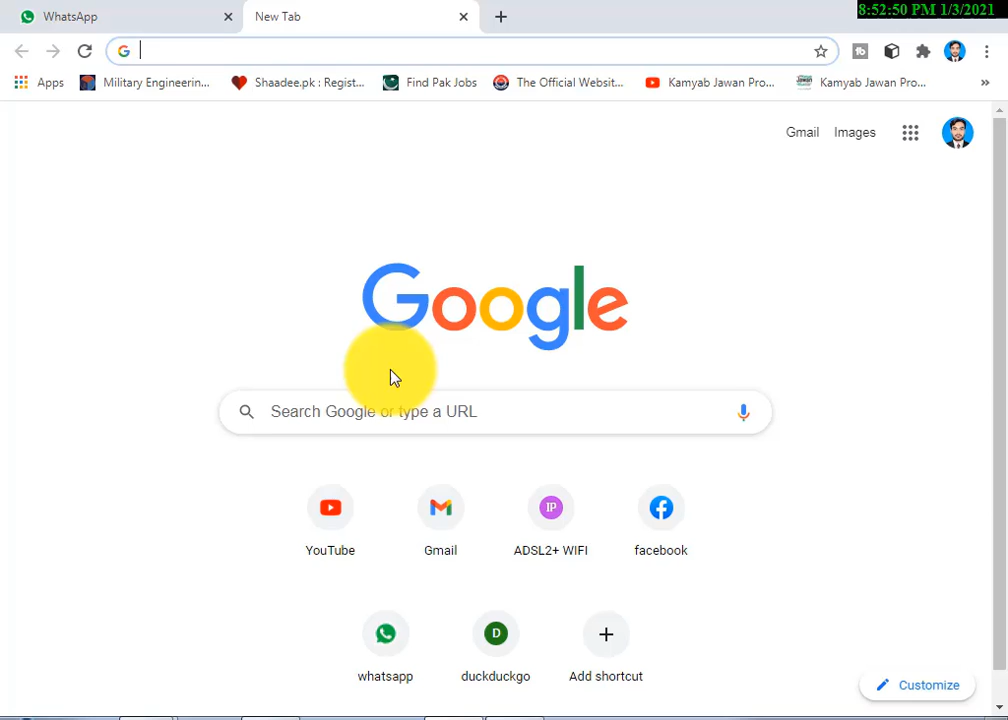 8:52:50 PM 1/3/2021
WhatsApp
New Tab
Apps
Military Engineerin...
Shaadee.pk : Regist...
Find Pak Jobs
The Official Websit...
Kamyab Jawan Pro...
Kamyab Jawan Pro...
Gmail
Images
Google
Search Google or type a URL
YouTube
Gmail
IP
ADSL2+ WIFI
facebook
whatsapp
D
duckduckgo
Add shortcut
Customize